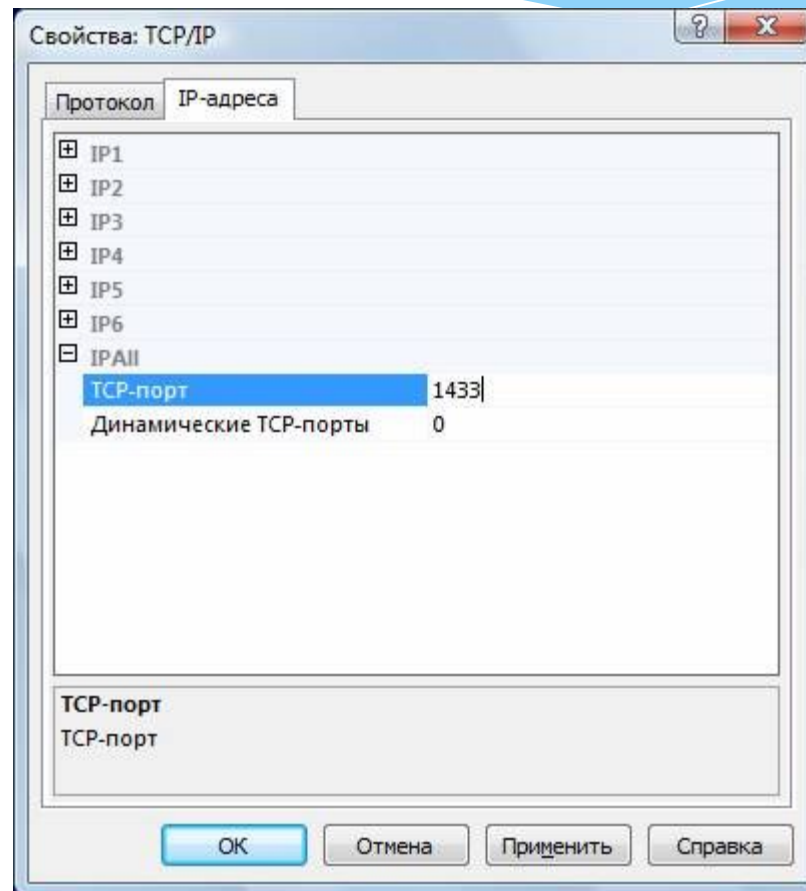 Свойства: TCP/IP
Протокол IP-адреса
IP1
IP2
IP3
IP4
IP5
IP6
IPAll
TCP-порт 1433
Динамические TCP-порты 0
TCP-порт
TCP-порт
ОК Отмена Применить Справка